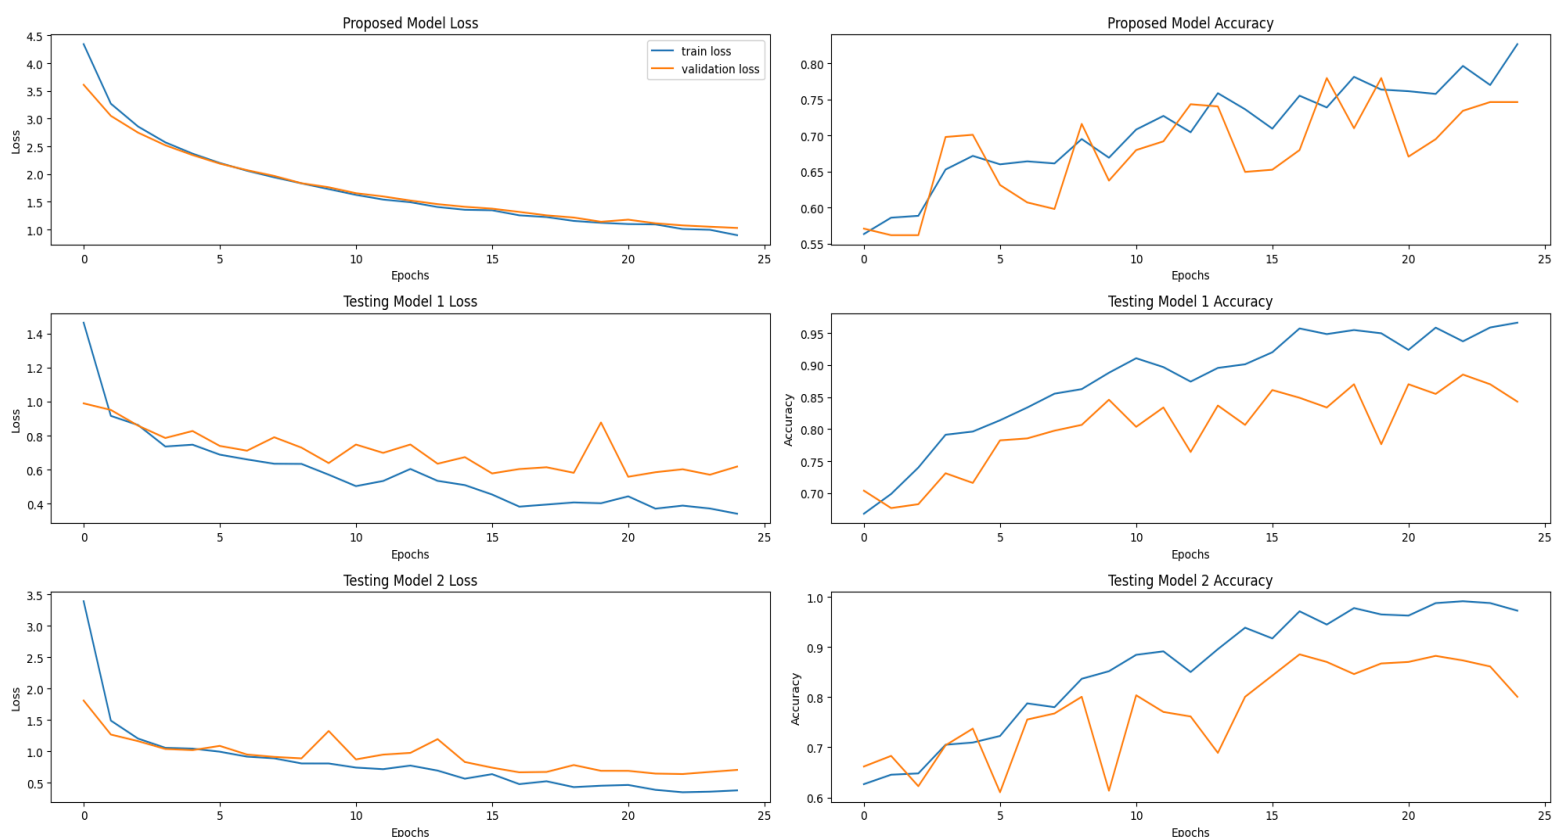 Proposed Model Loss
4.5
4.0
3.5
3.0
2.5
2.0
1.5
1.0
Loss
train loss
validation loss
0 5 10 15 20 25
Epochs
Proposed Model Accuracy
0.80
0.75
0.70
0.65
0.60
0.55
0 5 10 15 20 25
Epochs
Testing Model 1 Loss
1.4
1.2
1.0
0.8
0.6
0.4
Loss
0 5 10 15 20 25
Epochs
Testing Model 1 Accuracy
0.95
0.90
0.85
0.80
0.75
0.70
Accuracy
0 5 10 15 20 25
Epochs
Testing Model 2 Loss
3.5
3.0
2.5
2.0
1.5
1.0
0.5
Loss
0 5 10 15 20 25
Epochs
Testing Model 2 Accuracy
1.0
0.9
0.8
0.7
0.6
Accuracy
0 5 10 15 20 25
Epochs